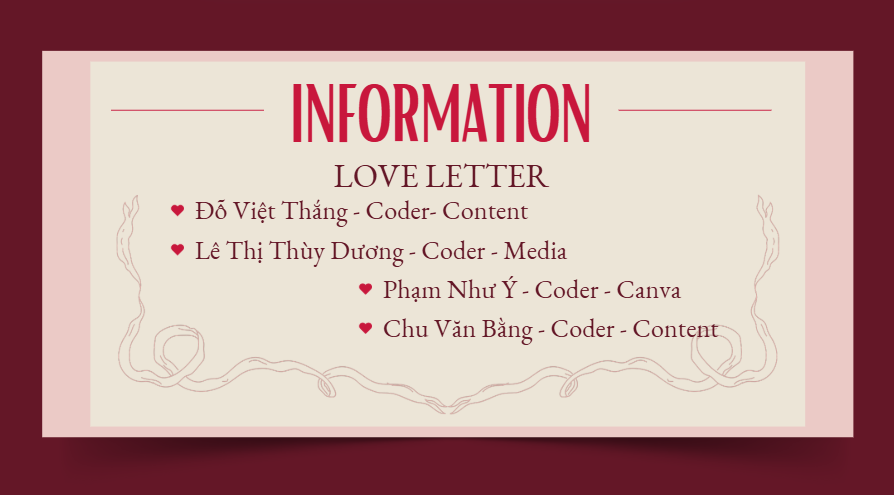 INFORMATION
LOVE LETTER
Đỗ Việt Thắng - Coder- Content
Lê Thị Thùy Dương - Coder - Media
Phạm Như Ý - Coder - Canva
Chu Văn Bằng - Coder - Content